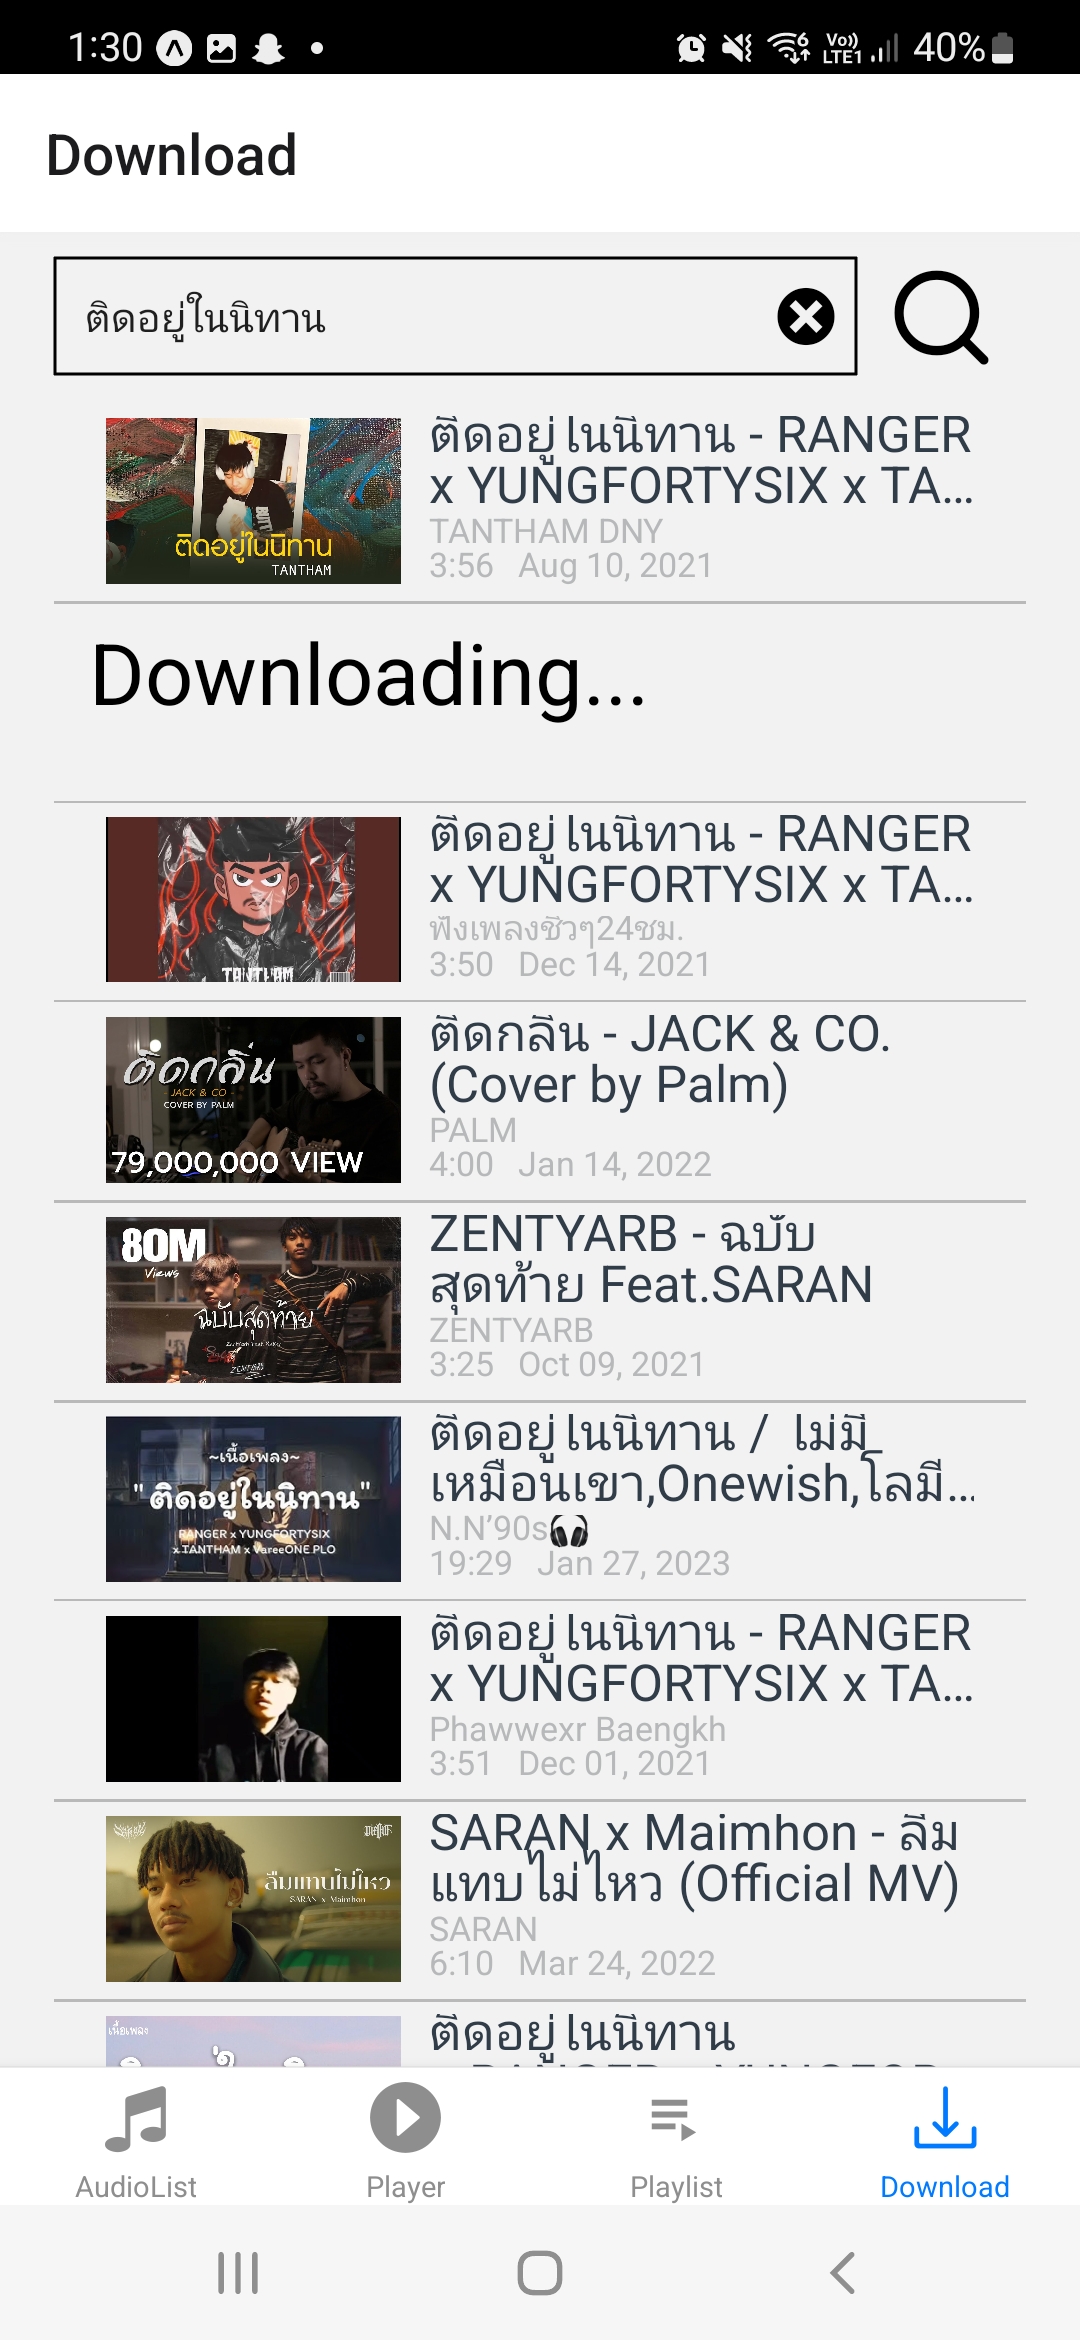 1:30
Vo))
LTE1
6
40%
Download
ติดอยู่ในนิทาน
ติดอยู่ในนิทาน
TANTHAM
ติดอยู่ในนิทาน - RANGER
x YUNGFORTYSIX x TA...
TANTHAM DNY
3:56 Aug 10, 2021
Downloading...
TANTHAM
ติดอยู่ในนิทาน - RANGER
x YUNGFORTYSIX x TA...
ฟังเพลงชิวๆ24ชม.
3:50 Dec 14, 2021
ติดกลิ่น
JACK & CO
COVER BY PALM
79,000,000 VIEW
ติดกลิ่น - JACK & CO.
(Cover by Palm)
PALM
4:00 Jan 14, 2022
80M
Views
ฉบับสุดท้าย
ZENTYARB - ฉบับ
สุดท้าย Feat.SARAN
ZENTYARB
3:25 Oct 09, 2021
~เนื้อเพลง~
"ติดอยู่ในนิทาน"
RANGER x YUNGFORTYSIX
x TANTHAM x VareeONE PLO
ติดอยู่ในนิทาน / ไม่มี
เหมือนเขา,Onewish,โลมี...
N.N’90s🎧
19:29 Jan 27, 2023
ติดอยู่ในนิทาน - RANGER
x YUNGFORTYSIX x TA...
Phawwexr Baengkh
3:51 Dec 01, 2021
ลืมแทบไม่ไหว
SARAN x Maimhon
SARAN x Maimhon - ลืม
แทบไม่ไหว (Official MV)
SARAN
6:10 Mar 24, 2022
เนื้อเพลง
ติดอยู่ในนิทาน
AudioList
Player
Playlist
Download